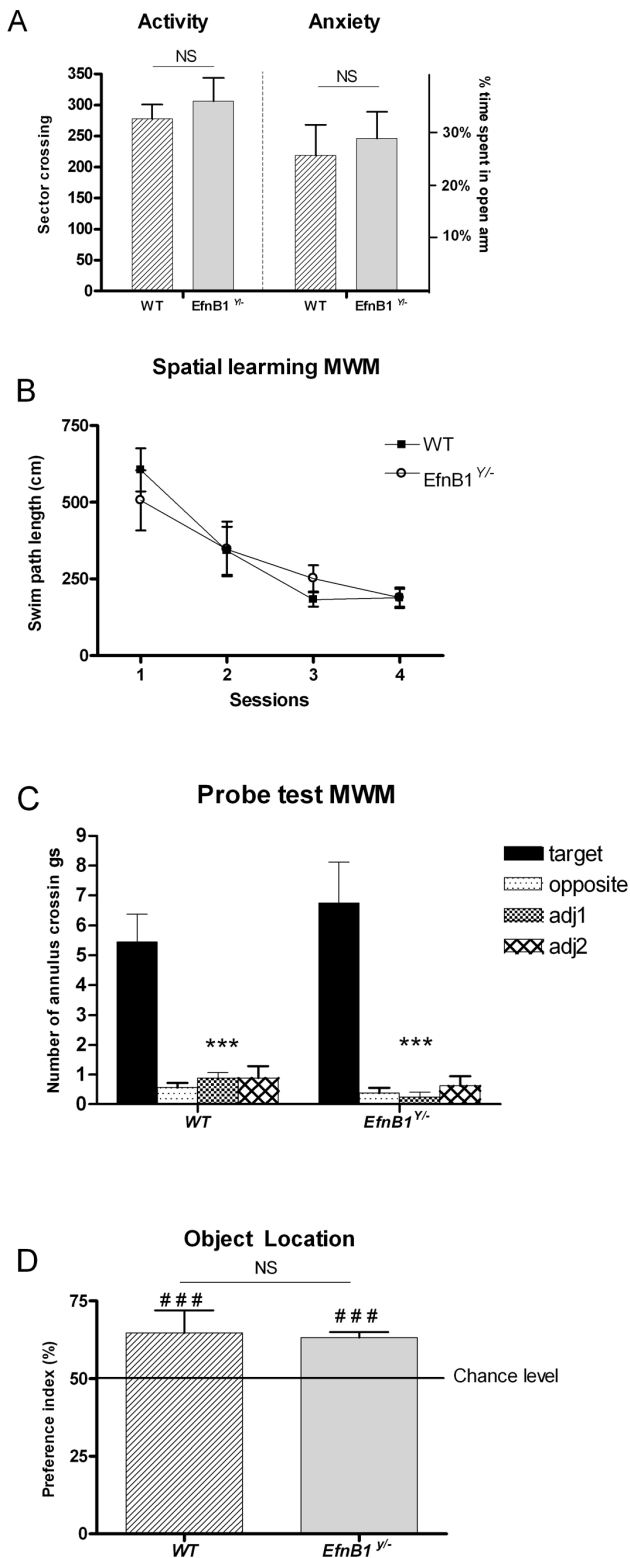 A
Activity
Anxiety
NS
NS
350
300
250
200
150
100
50
0
Sector crossing
30%
20%
10%
% time spent in open arm
WT
EfnB1 Y/-
WT
EfnB1 Y/-
Spatial learming MWM
B
750
500
250
0
Swim path length (cm)
WT
EfnB1 Y/-
1 2 3 4
Sessions
C
Probe test MWM
9
8
7
6
5
4
3
2
1
0
Number of annulus crossin gs
target
opposite
adj1
adj2
***
***
WT
EfnB1 Y/-
D
Object Location
NS
###
###
75
50
25
0
Preference index (%)
Chance level
WT
EfnB1 y/-